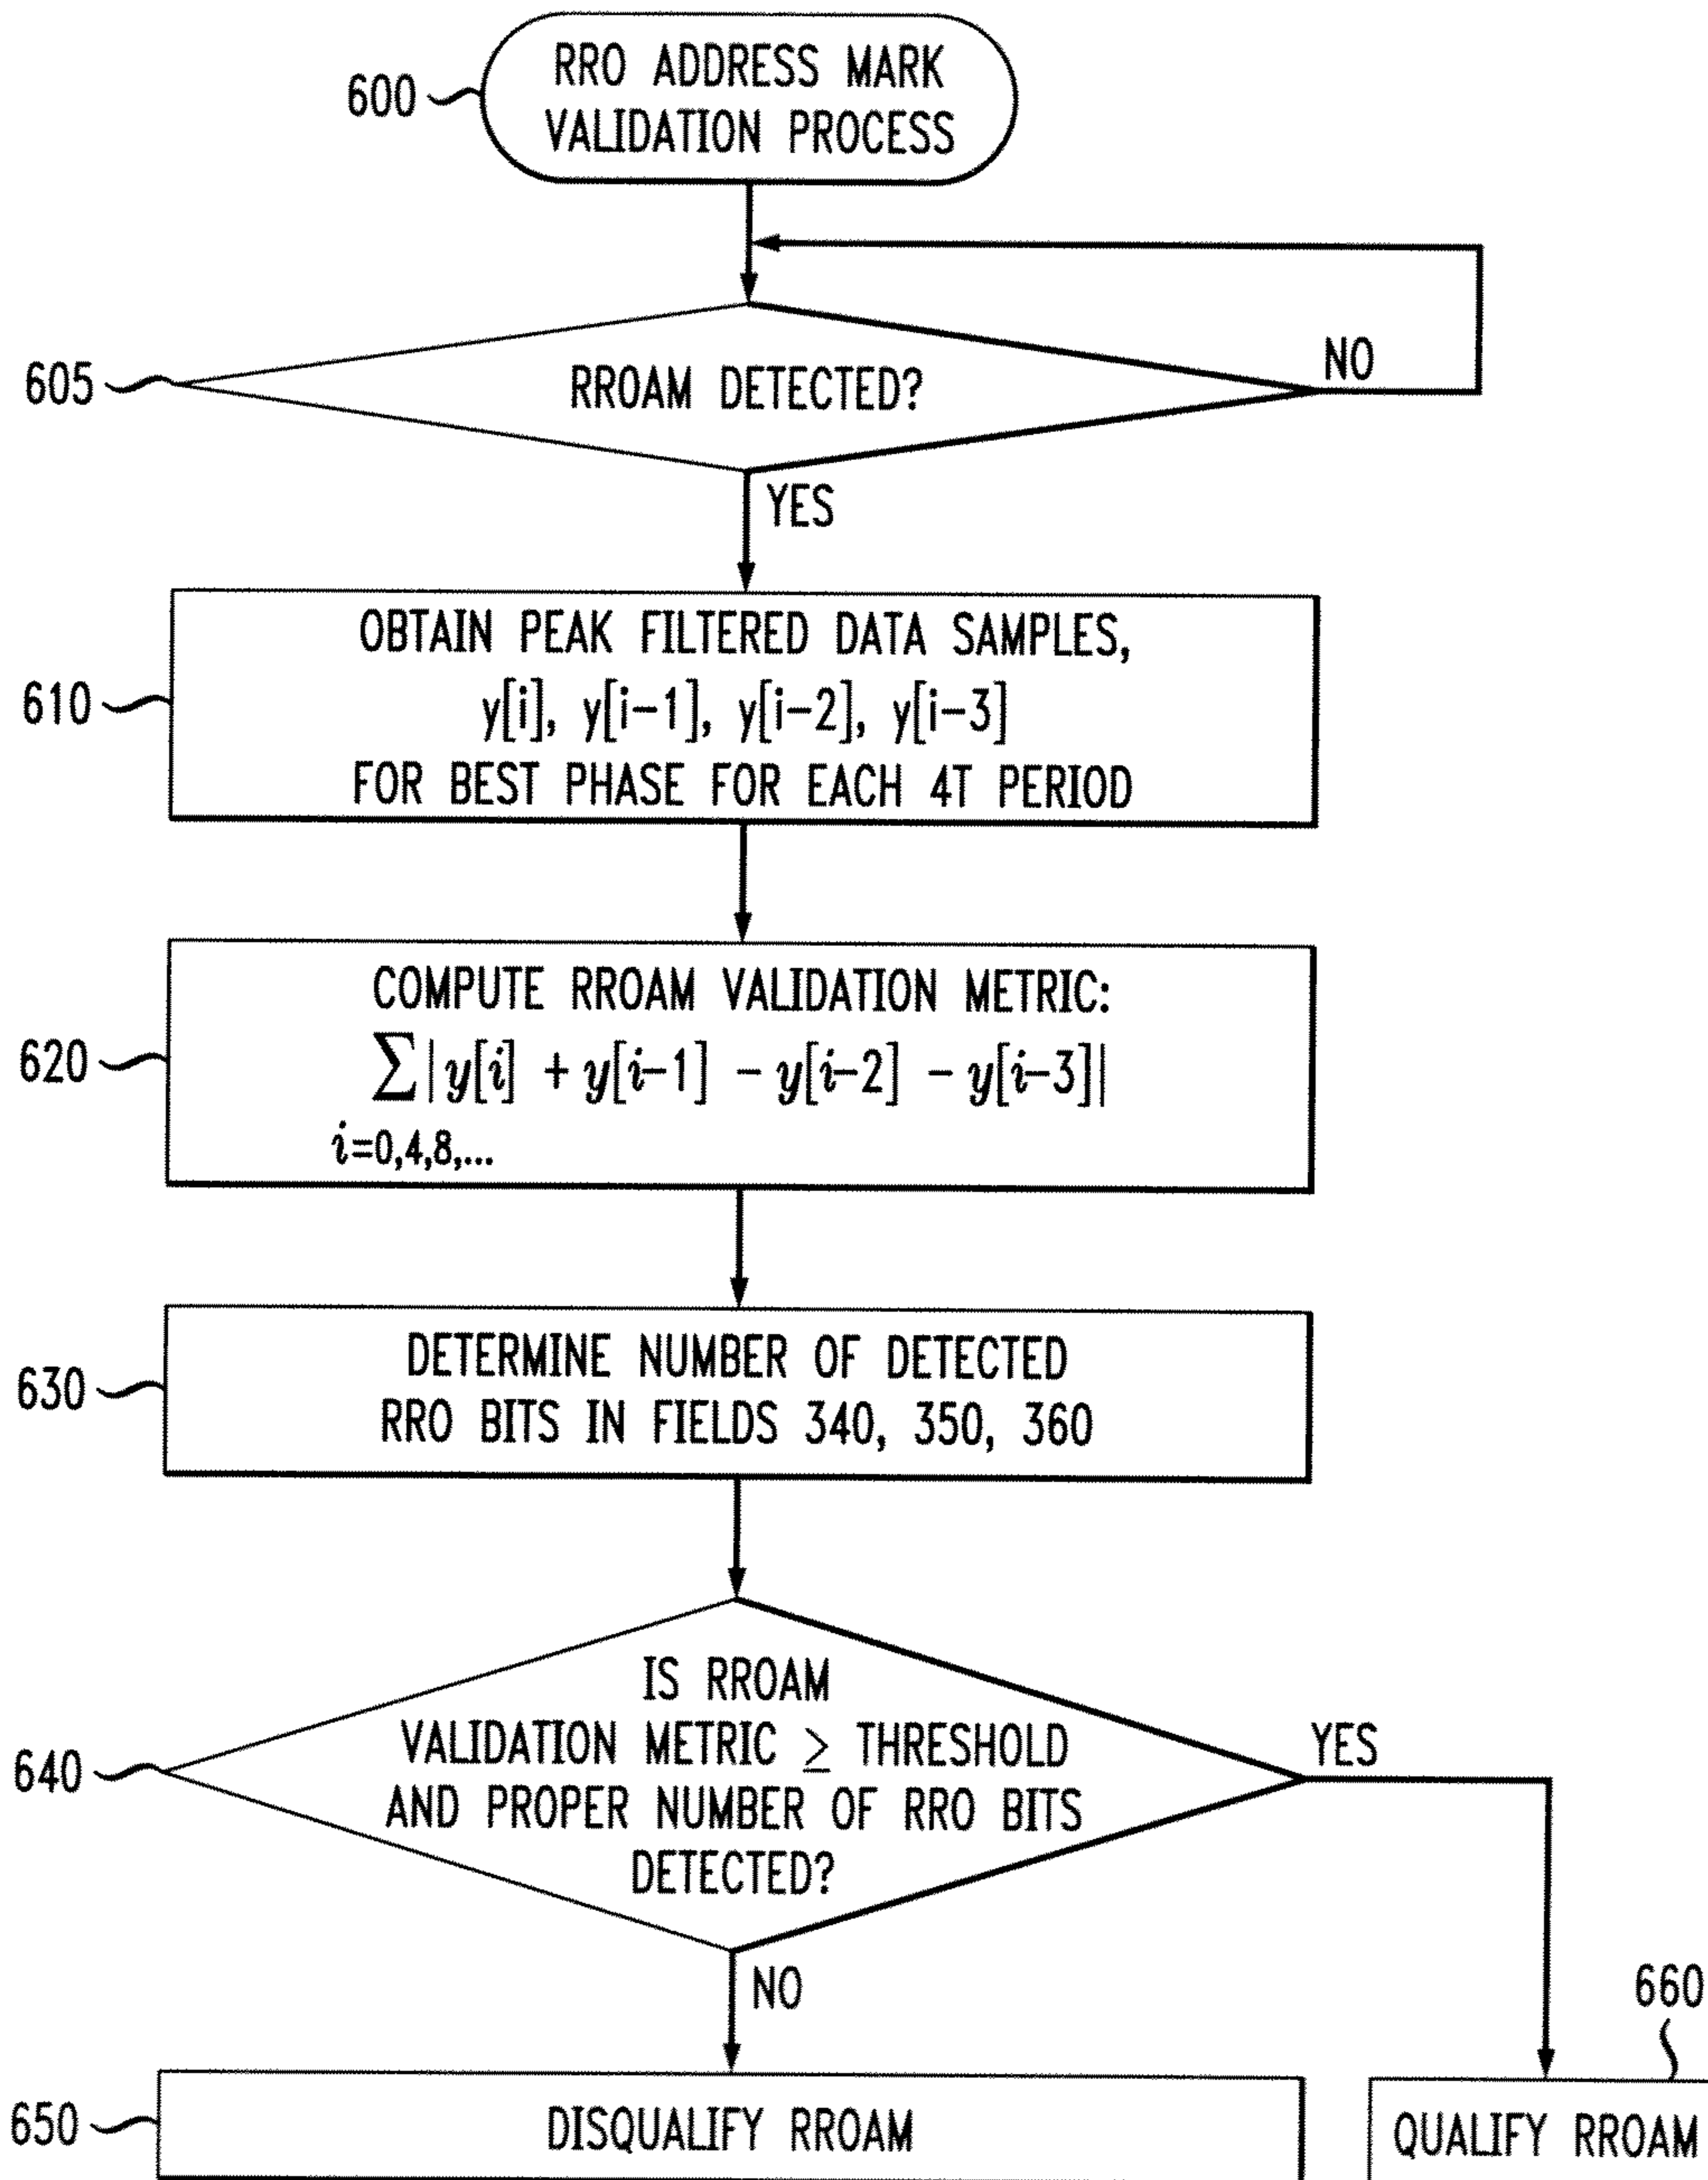 RRO ADDRESS MARK
VALIDATION PROCESS
600
605
RROAM DETECTED?
NO
YES
610
OBTAIN PEAK FILTERED DATA SAMPLES,
y[i], y[i-1], y[i-2], y[i-3]
FOR BEST PHASE FOR EACH 4T PERIOD
620
COMPUTE RROAM VALIDATION METRIC:
∑|y[i] + y[i-1] - y[i-2] - y[i-3]|
i=0,4,8,...
630
DETERMINE NUMBER OF DETECTED
RRO BITS IN FIELDS 340, 350, 360
640
IS RROAM
VALIDATION METRIC ≥ THRESHOLD
AND PROPER NUMBER OF RRO BITS
DETECTED?
YES
NO
650
DISQUALIFY RROAM
660
QUALIFY RROAM